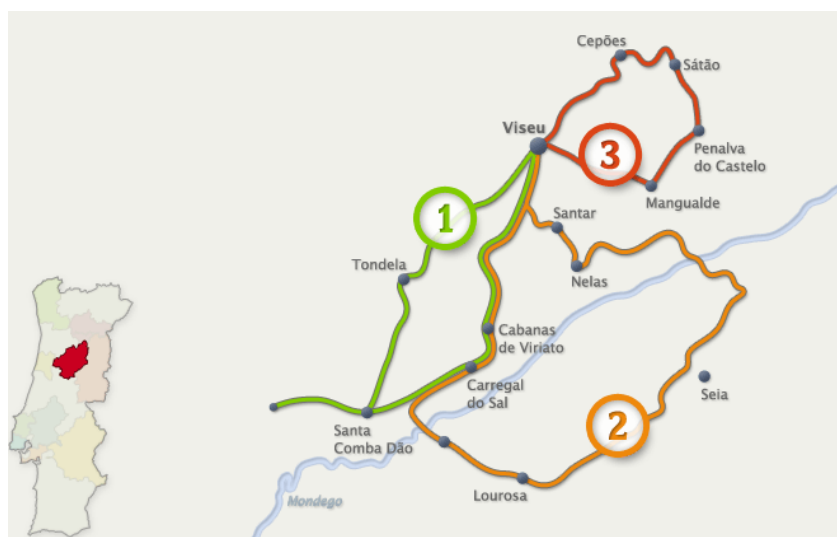 Cepões
Sátão
Viseu
3
Penalva
do Castelo
Mangualde
1
Santar
Tondela
Nelas
Cabanas
de Viriato
Carregal
do Sal
Seia
Santa
Comba Dão
2
Lourosa
Mondego